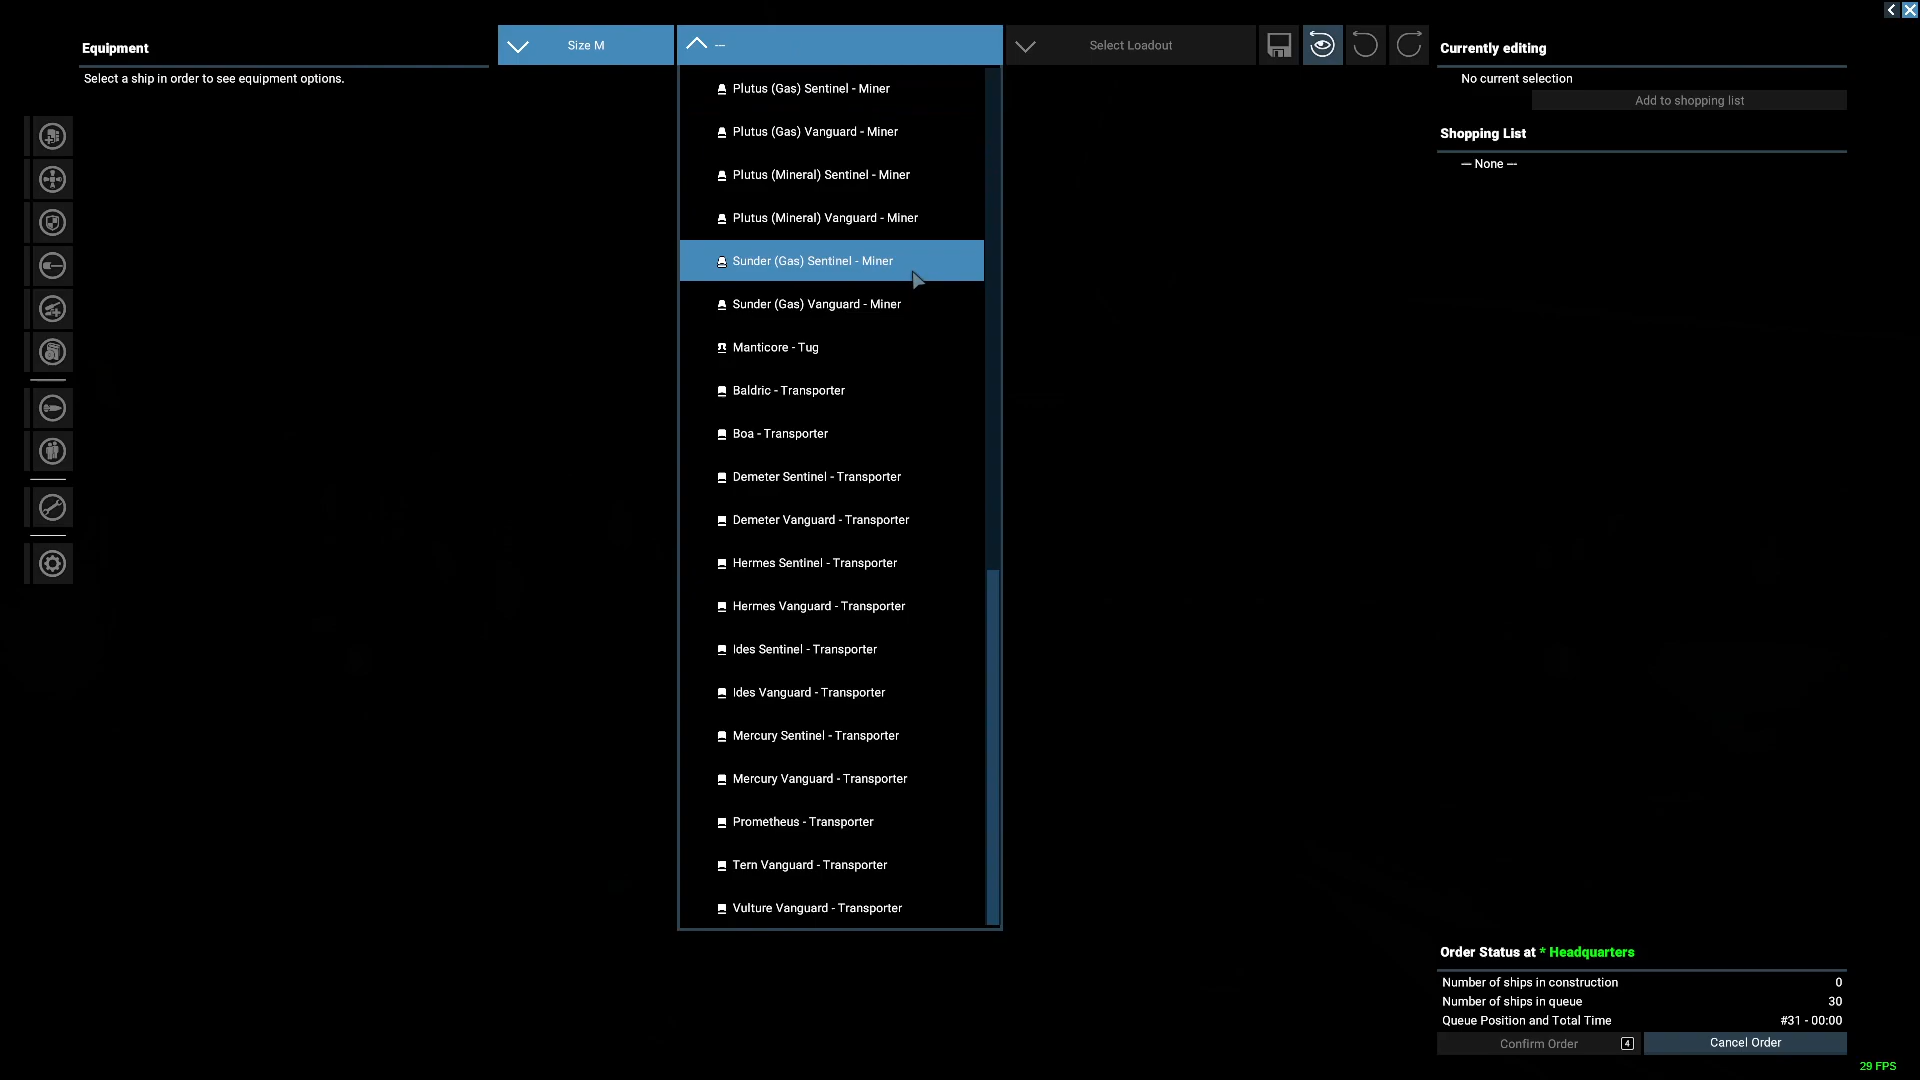 Equipment
Select a ship in order to see equipment options.
Size M
---
Select Loadout
Plutus (Gas) Sentinel - Miner
Plutus (Gas) Vanguard - Miner
Plutus (Mineral) Sentinel - Miner
Plutus (Mineral) Vanguard - Miner
Sunder (Gas) Sentinel - Miner
Sunder (Gas) Vanguard - Miner
Manticore - Tug
Baldric - Transporter
Boa - Transporter
Demeter Sentinel - Transporter
Demeter Vanguard - Transporter
Hermes Sentinel - Transporter
Hermes Vanguard - Transporter
Ides Sentinel - Transporter
Ides Vanguard - Transporter
Mercury Sentinel - Transporter
Mercury Vanguard - Transporter
Prometheus - Transporter
Tern Vanguard - Transporter
Vulture Vanguard - Transporter
Currently editing
No current selection
Add to shopping list
Shopping List
--- None ---
Order Status at * Headquarters
Number of ships in construction 0
Number of ships in queue 30
Queue Position and Total Time #31 - 00:00
Confirm Order 4
Cancel Order
29 FPS